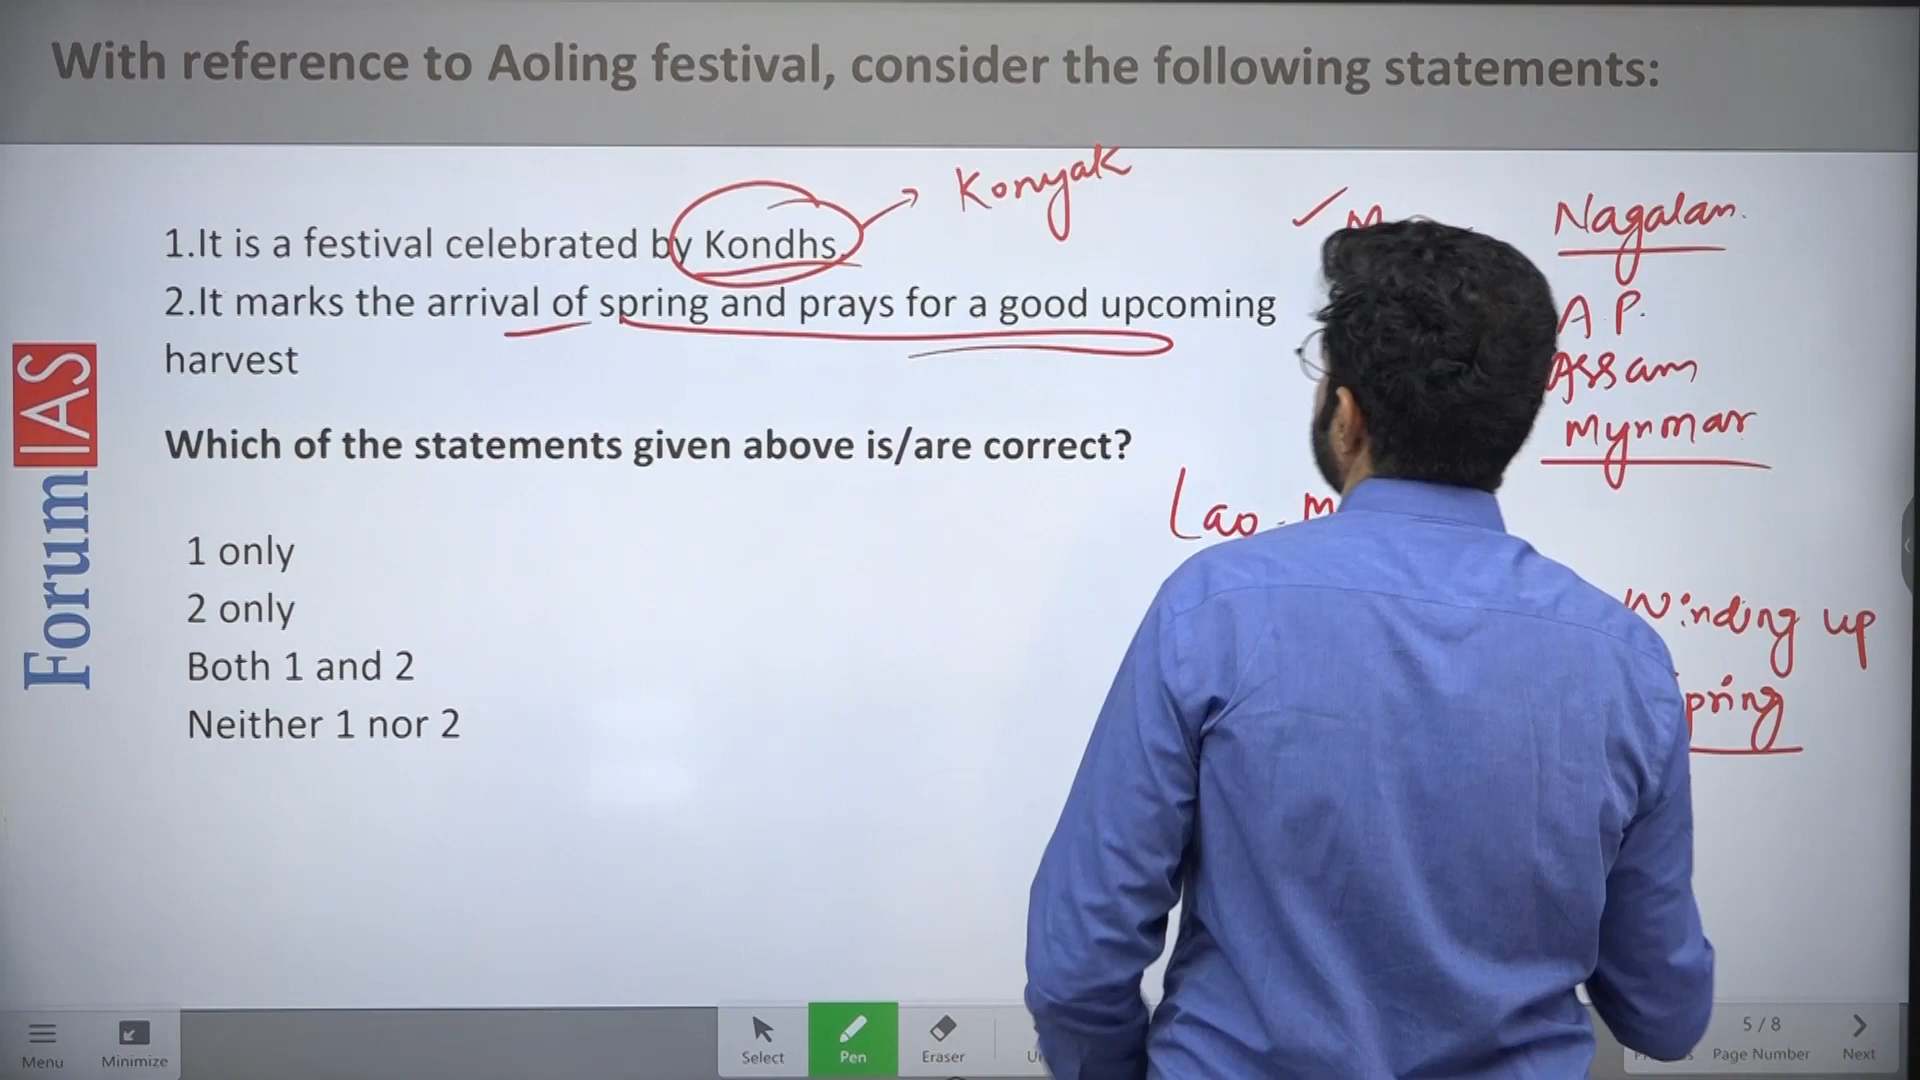 With reference to Aoling festival, consider the following statements:
Konyak
Nagalan.
1.It is a festival celebrated by Kondhs.
A P.
2.It marks the arrival of spring and prays for a good upcoming
harvest
Assam
Mynmar
Which of the statements given above is/are correct?
Lao - m
1 only
2 only
Winding up
Both 1 and 2
pring
Neither 1 nor 2
ForumIAS
Menu
Minimize
Select
Pen
Eraser
5 / 8
Page Number
Next